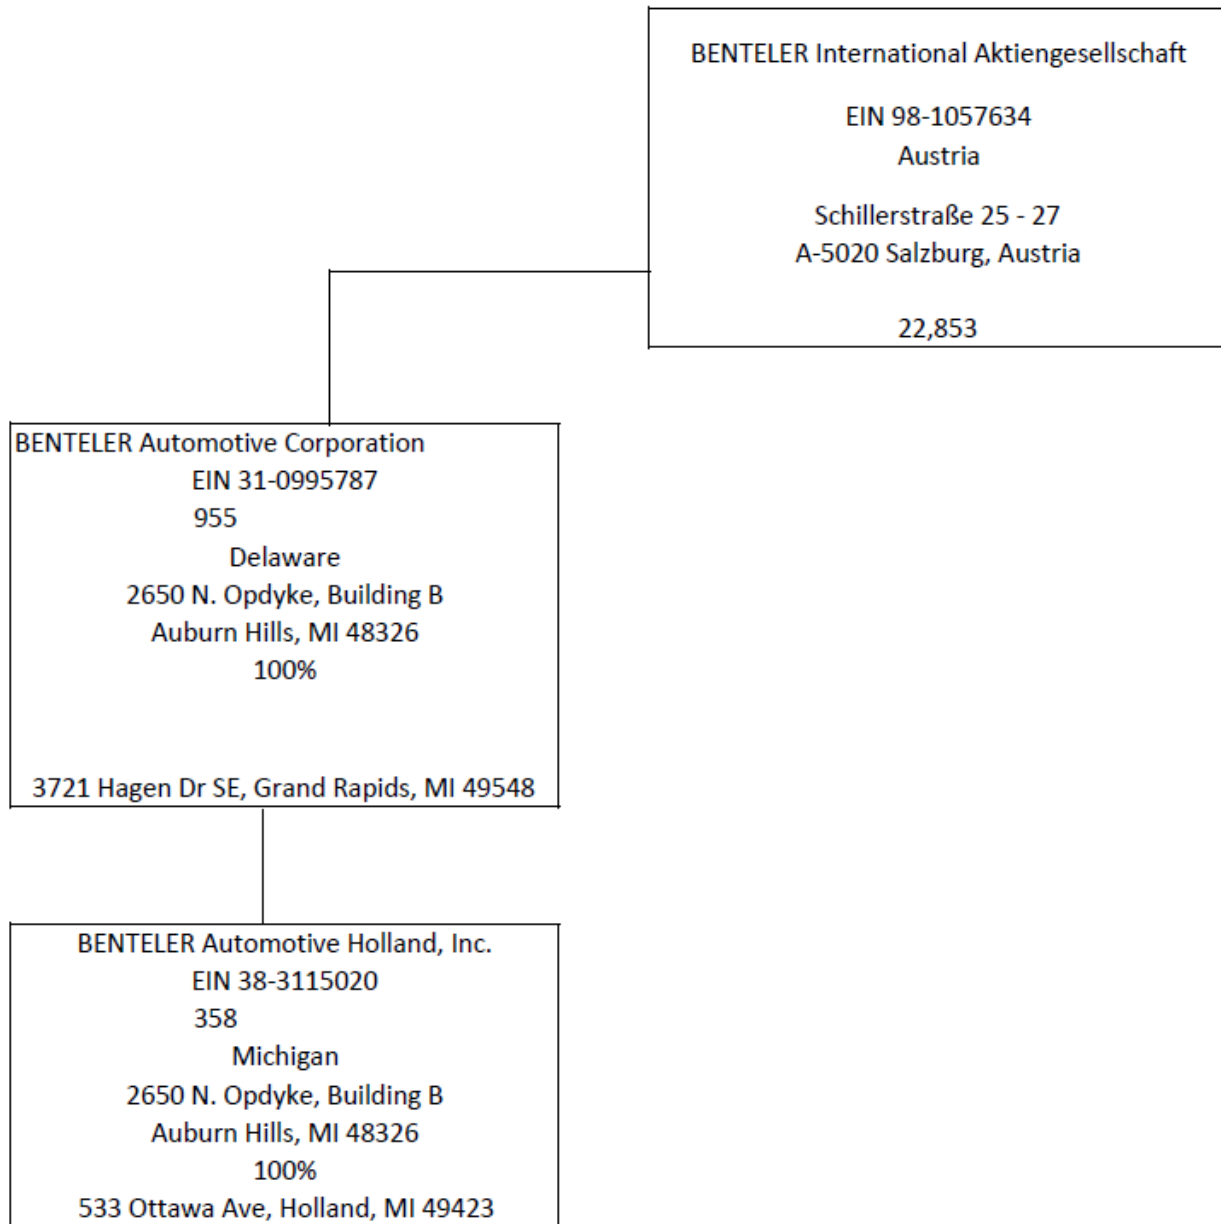 BENTELER International Aktiengesellschaft
EIN 98-1057634
Austria
Schillerstraße 25 - 27
A-5020 Salzburg, Austria
22,853
BENTELER Automotive Corporation
EIN 31-0995787
955
Delaware
2650 N. Opdyke, Building B
Auburn Hills, MI 48326
100%
3721 Hagen Dr SE, Grand Rapids, MI 49548
BENTELER Automotive Holland, Inc.
EIN 38-3115020
358
Michigan
2650 N. Opdyke, Building B
Auburn Hills, MI 48326
100%
533 Ottawa Ave, Holland, MI 49423